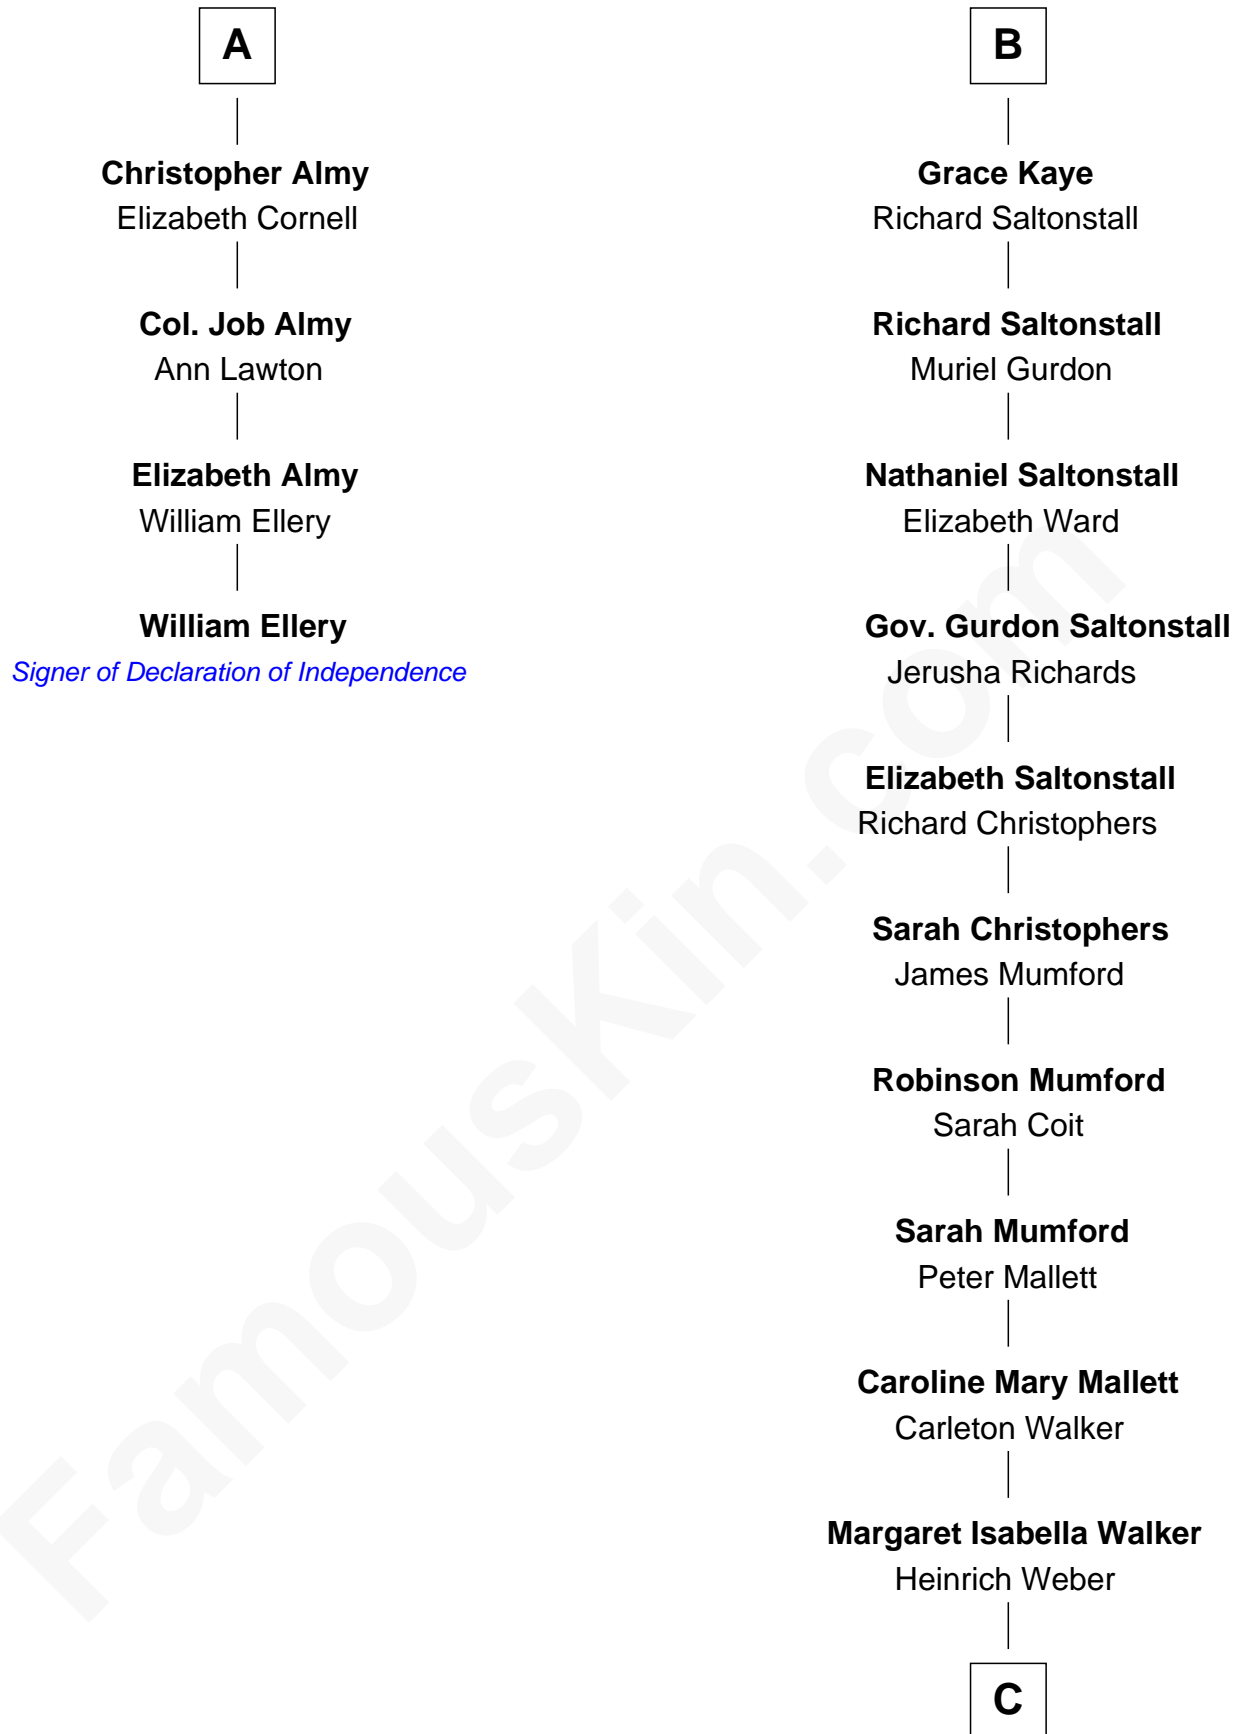 A
Christopher Almy
Elizabeth Cornell
Col. Job Almy
Ann Lawton
Elizabeth Almy
William Ellery
William Ellery
Signer of Declaration of Independence
B
Grace Kaye
Richard Saltonstall
Richard Saltonstall
Muriel Gurdon
Nathaniel Saltonstall
Elizabeth Ward
Gov. Gurdon Saltonstall
Jerusha Richards
Elizabeth Saltonstall
Richard Christophers
Sarah Christophers
James Mumford
Robinson Mumford
Sarah Coit
Sarah Mumford
Peter Mallett
Caroline Mary Mallett
Carleton Walker
Margaret Isabella Walker
Heinrich Weber
C
FamousKin.com